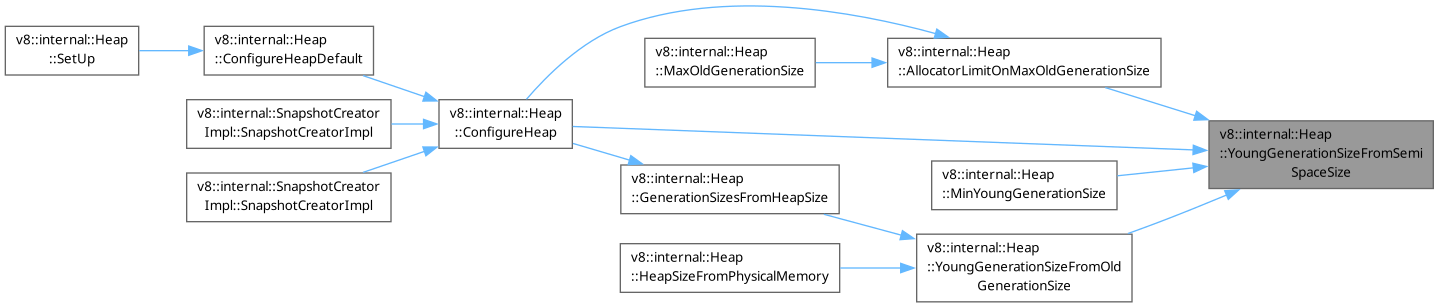 v8::internal::Heap
::SetUp
v8::internal::Heap
::ConfigureHeapDefault
v8::internal::SnapshotCreator
Impl::SnapshotCreatorImpl
v8::internal::SnapshotCreator
Impl::SnapshotCreatorImpl
v8::internal::Heap
::ConfigureHeap
v8::internal::Heap
::MaxOldGenerationSize
v8::internal::Heap
::GenerationSizesFromHeapSize
v8::internal::Heap
::HeapSizeFromPhysicalMemory
v8::internal::Heap
::AllocatorLimitOnMaxOldGenerationSize
v8::internal::Heap
::MinYoungGenerationSize
v8::internal::Heap
::YoungGenerationSizeFromOld
GenerationSize
v8::internal::Heap
::YoungGenerationSizeFromSemi
SpaceSize